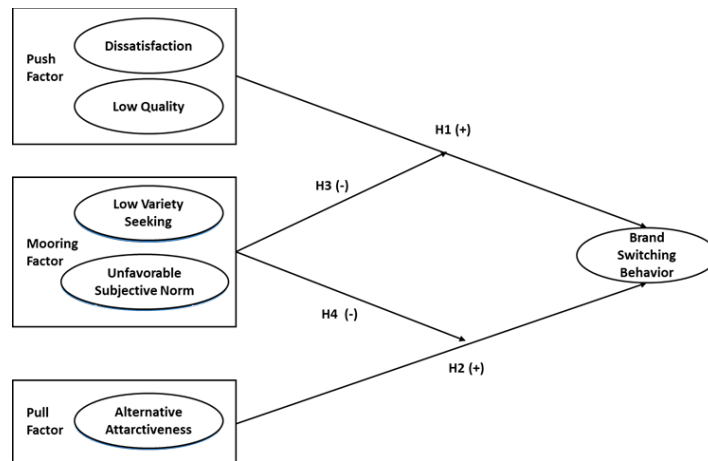 Dissatisfaction
Push
Factor
Low Quality
H1 (+)
Low Variety
Seeking
H3 (-)
Mooring
Factor
Unfavorable
Subjective Norm
Brand
Switching
Behavior
H4 (-)
H2 (+)
Pull
Factor
Alternative
Attarctiveness